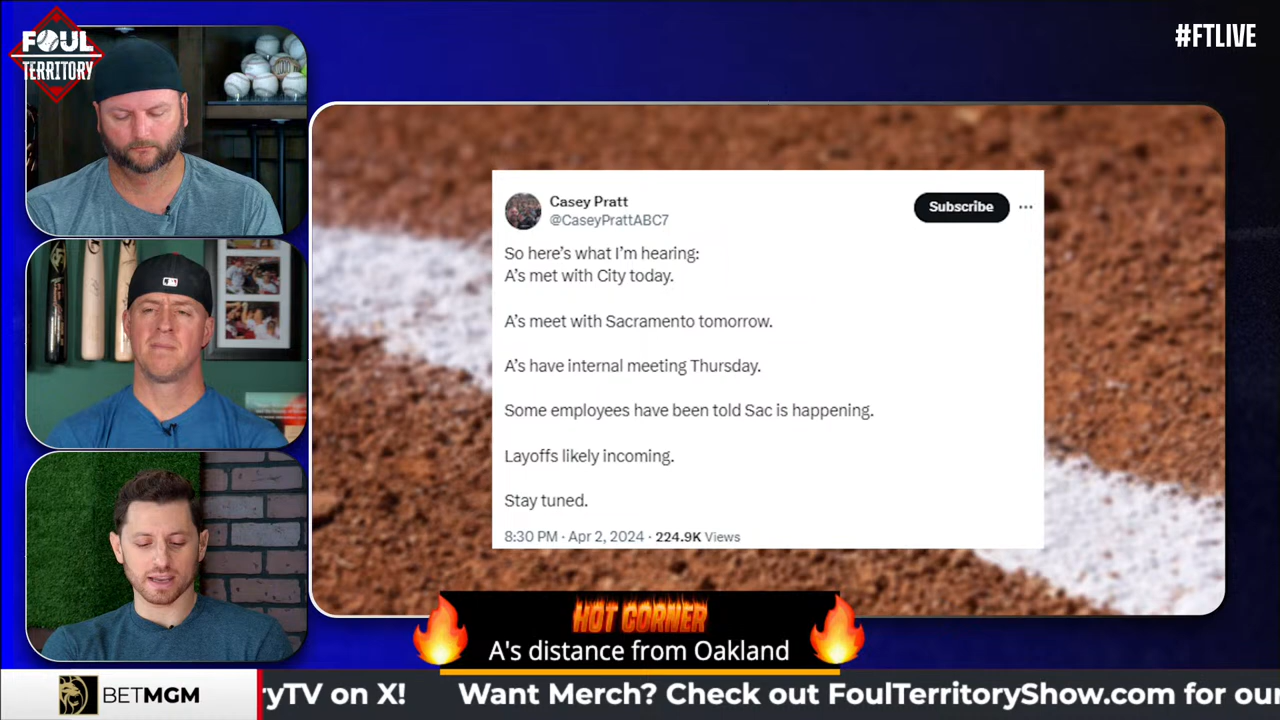 FOUL
TERRITORY
#FTLIVE
Casey Pratt
@CaseyPrattABC7
Subscribe
So here's what I'm hearing:
A's met with City today.
A's meet with Sacramento tomorrow.
A's have internal meeting Thursday.
Some employees have been told Sac is happening.
Layoffs likely incoming.
Stay tuned.
8:30 PM · Apr 2, 2024 · 224.9K Views
HOT CORNER
A's distance from Oakland
BETMGM
yTV on X! Want Merch? Check out FoulTerritoryShow.com for our